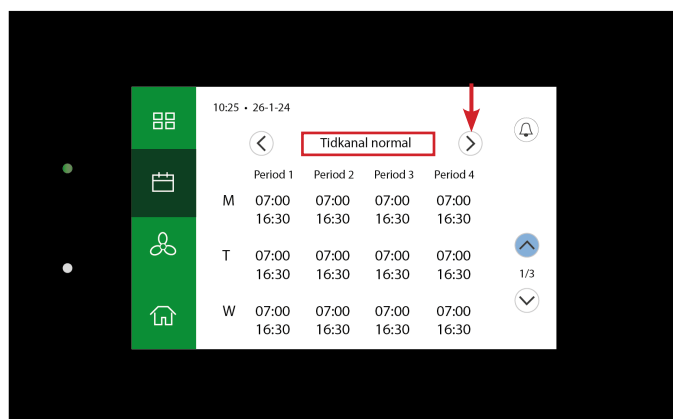 10:25 • 26-1-24
Tidkanal normal
Period 1 Period 2 Period 3 Period 4
M 07:00 07:00 07:00 07:00
16:30 16:30 16:30 16:30
T 07:00 07:00 07:00 07:00
16:30 16:30 16:30 16:30
1/3
W 07:00 07:00 07:00 07:00
16:30 16:30 16:30 16:30